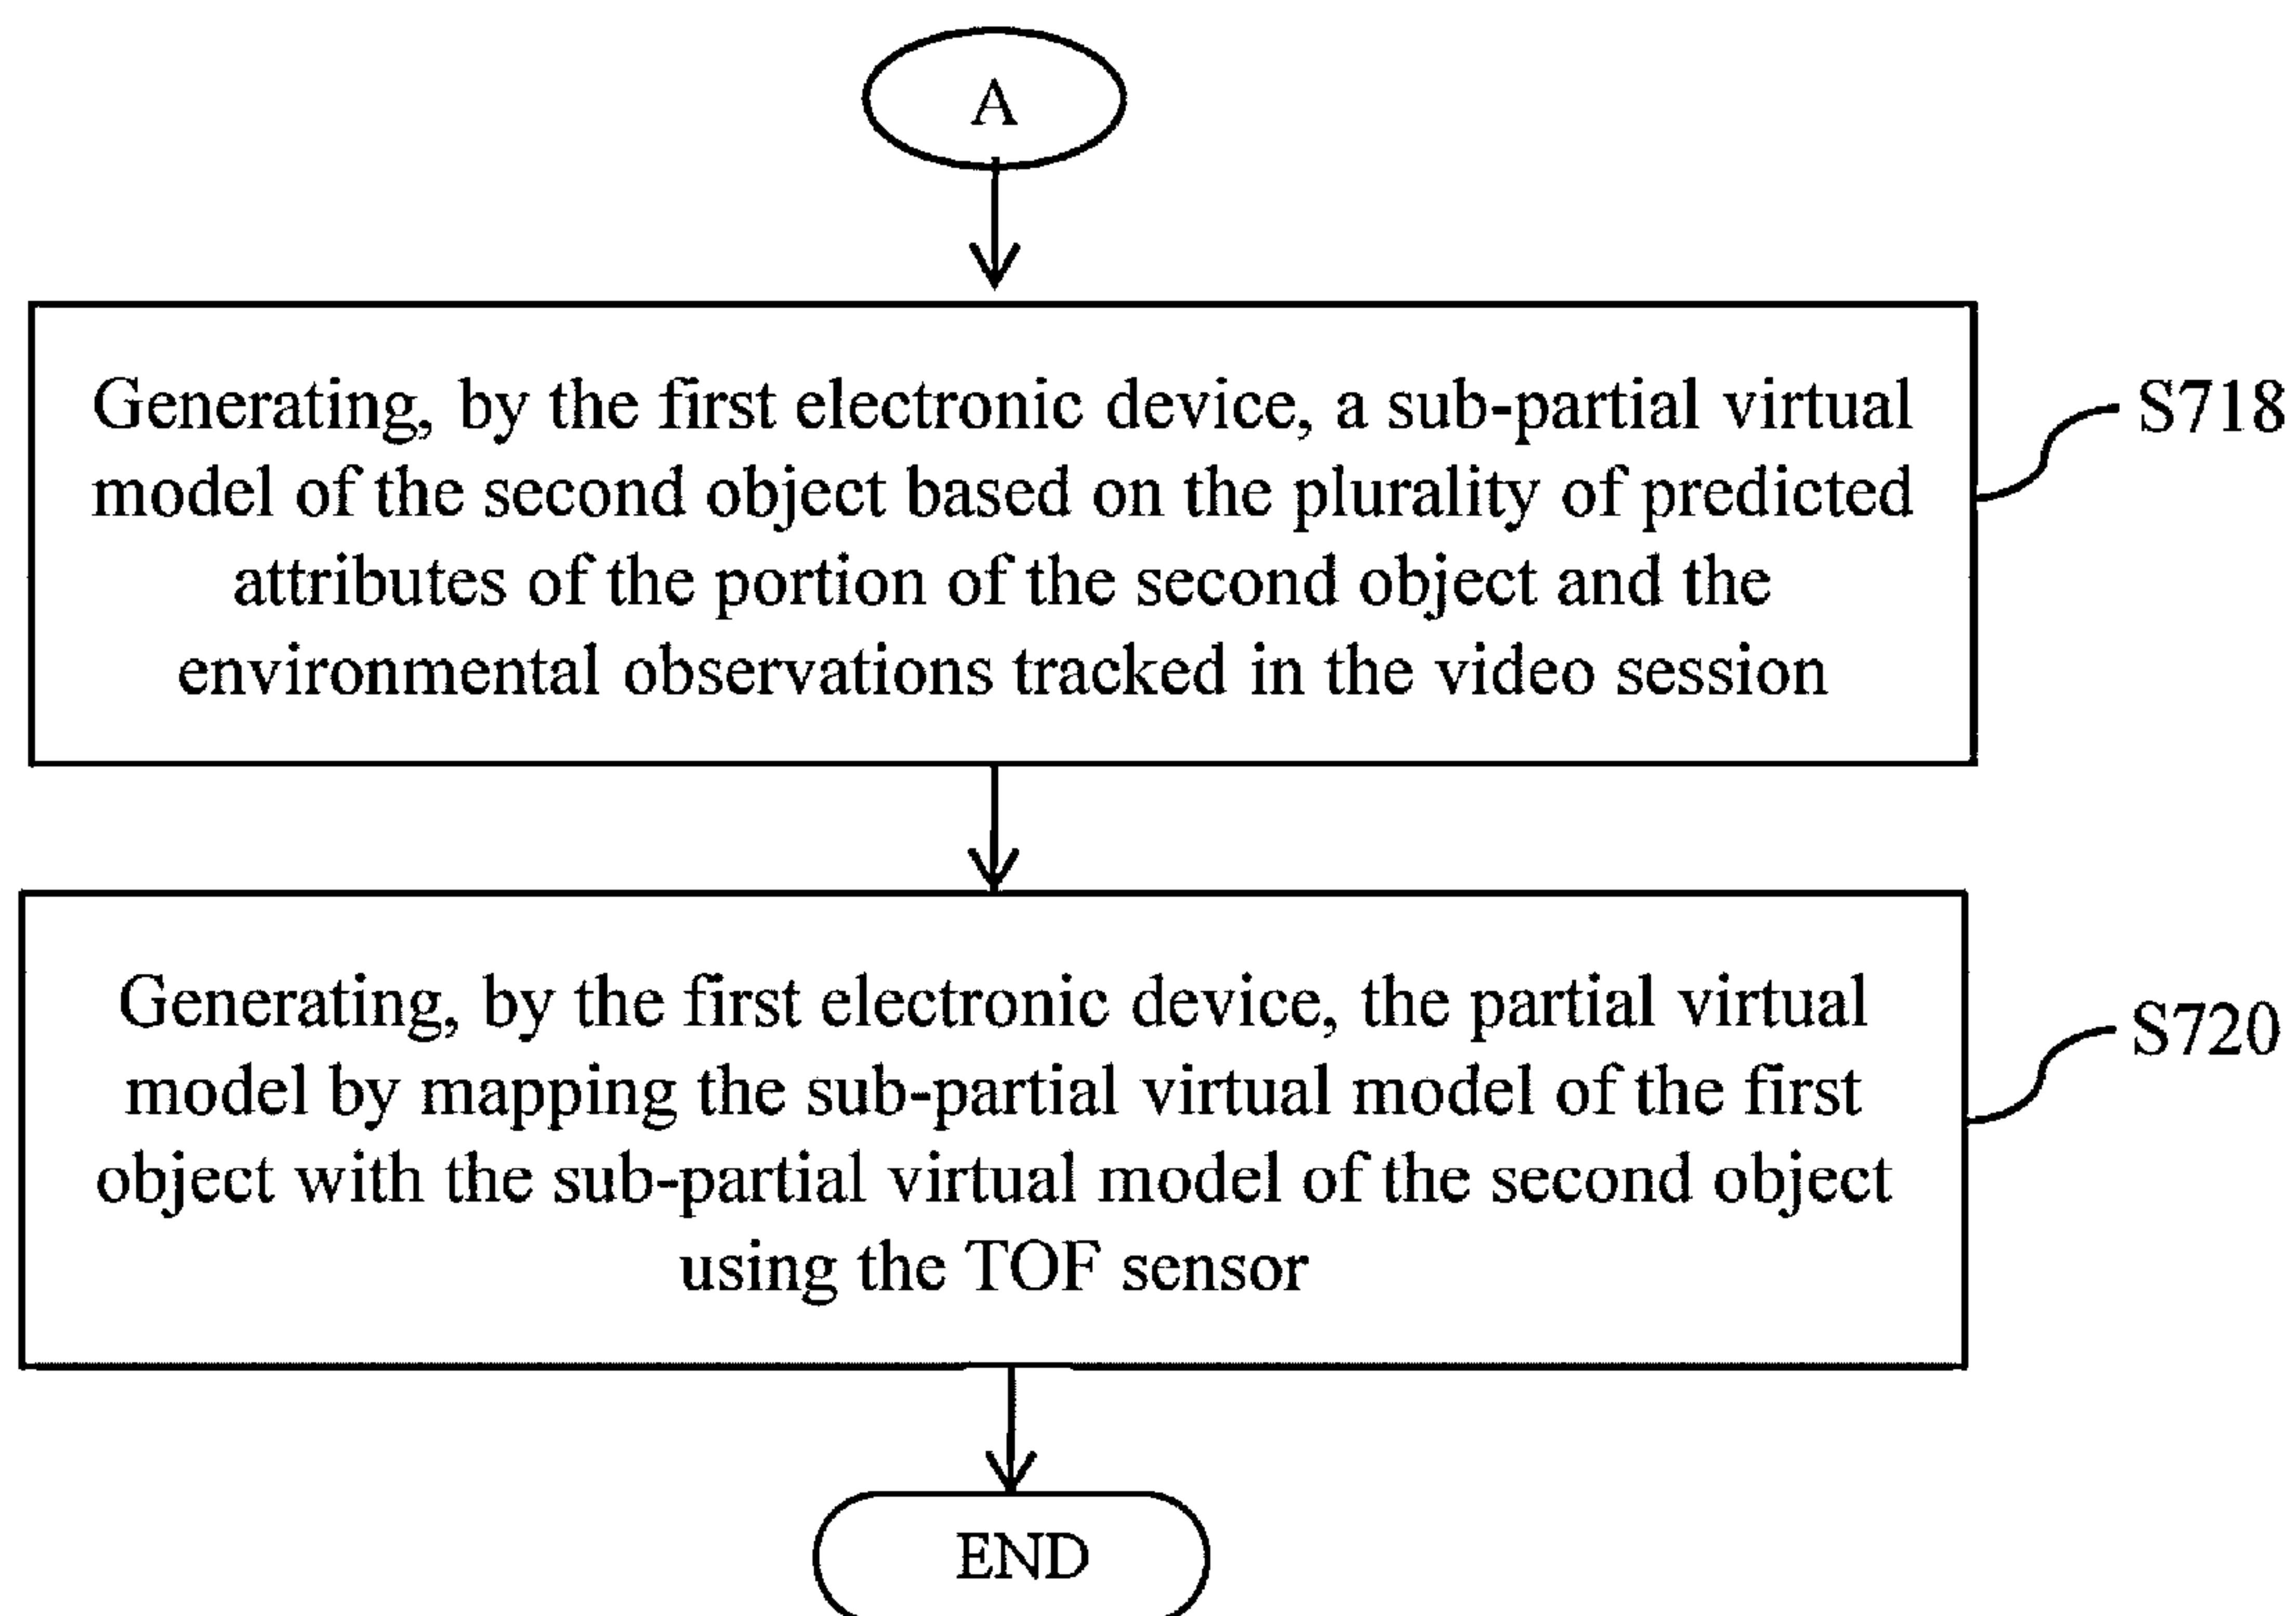 A
Generating, by the first electronic device, a sub-partial virtual
model of the second object based on the plurality of predicted
attributes of the portion of the second object and the
environmental observations tracked in the video session
S718
Generating, by the first electronic device, the partial virtual
model by mapping the sub-partial virtual model of the first
object with the sub-partial virtual model of the second object
using the TOF sensor
S720
END